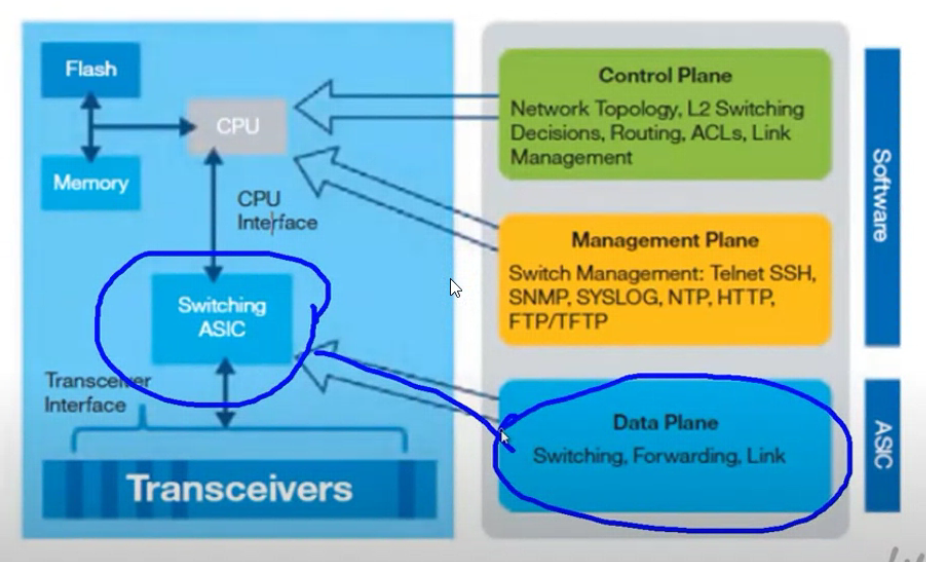 Flash
CPU
Memory
CPU
Interface
Switching
ASIC
Transceiver
Interface
Transceivers
Control Plane
Network Topology, L2 Switching
Decisions, Routing, ACLs, Link
Management
Management Plane
Switch Management: Telnet SSH,
SNMP, SYSLOG, NTP, HTTP,
FTP/TFTP
Data Plane
Switching, Forwarding, Link
Software
ASIC